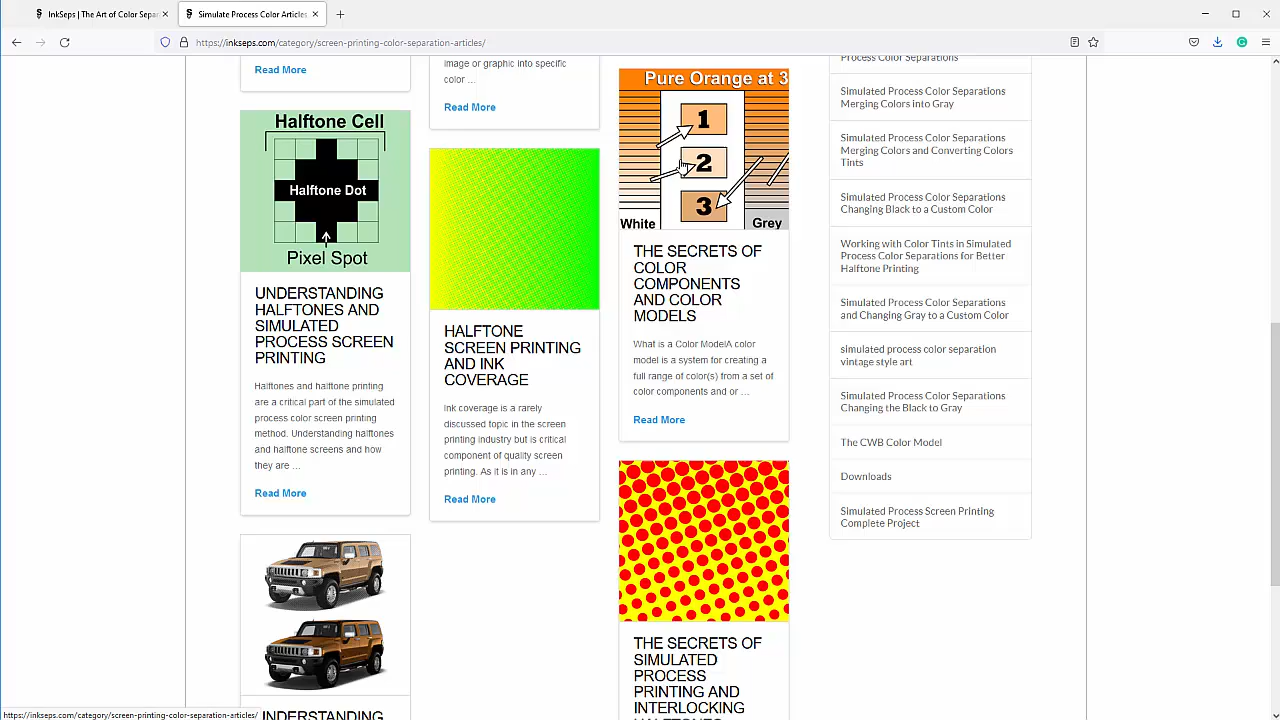 InkSeps | The Art of Color Separ
Simulate Process Color Articles
https://inkseps.com/category/screen-printing-color-separation-articles/
Read More
Halftone Cell
Halftone Dot
Pixel Spot
UNDERSTANDING
HALFTONES AND
SIMULATED
PROCESS SCREEN
PRINTING
Halftones and halftone printing
are a critical part of the simulated
process color screen printing
method. Understanding halftones
and halftone screens and how
they are ...
Read More
UNDERSTANDING
image or graphic into specific
color ...
Read More
HALFTONE
SCREEN PRINTING
AND INK
COVERAGE
Ink coverage is a rarely
discussed topic in the screen
printing industry but is critical
component of quality screen
printing. As it is in any ...
Read More
Pure Orange at 3
1
2
3
White
Grey
THE SECRETS OF
COLOR
COMPONENTS
AND COLOR
MODELS
What is a Color ModelA color
model is a system for creating a
full range of color(s) from a set of
color components and or ...
Read More
THE SECRETS OF
SIMULATED
PROCESS
PRINTING AND
INTERLOCKING
HALFTONES
Process Color Separations
Simulated Process Color Separations
Merging Colors into Gray
Simulated Process Color Separations
Merging Colors and Converting Colors
Tints
Simulated Process Color Separations
Changing Black to a Custom Color
Working with Color Tints in Simulated
Process Color Separations for Better
Halftone Printing
Simulated Process Color Separations
and Changing Gray to a Custom Color
simulated process color separation
vintage style art
Simulated Process Color Separations
Changing the Black to Gray
The CWB Color Model
Downloads
Simulated Process Screen Printing
Complete Project
https://inkseps.com/category/screen-printing-color-separation-articles/